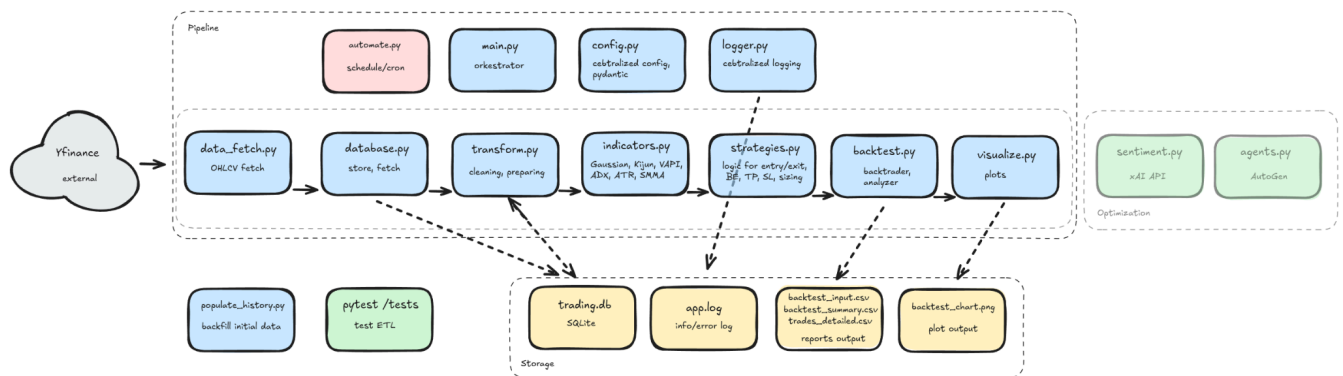 Pipeline
automate.py
schedule/cron
main.py
orkestrator
config.py
cebtralized config,
pydantic
logger.py
cebtralized logging
Yfinance
external
data_fetch.py
OHLCV fetch
database.py
store, fetch
transform.py
cleaning, preparing
indicators.py
Gaussian, Kijun, VAPI,
ADX, ATR, SMMA
strategies.py
logic for entry/exit,
BE, TP, SL, sizing
backtest.py
backtrader,
analyzer
visualize.py
plots
sentiment.py
xAI API
agents.py
AutoGen
Optimization
populate_history.py
backfill initial data
pytest /tests
test ETL
trading.db
SQLite
app.log
info/error log
backtest_input.csv
backtest_summary.csv
trades_detailed.csv
reports output
backtest_chart.png
plot output
Storage